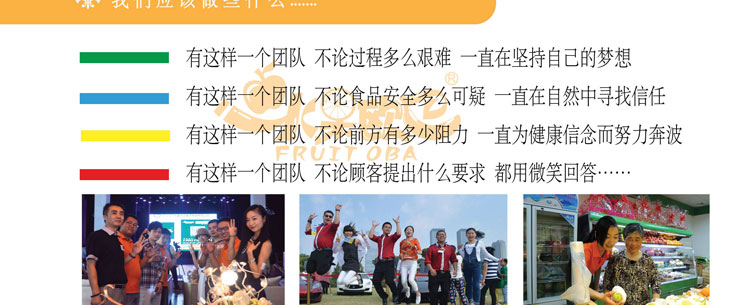 我们应该做些什么.......
有这样一个团队 不论过程多么艰难 一直在坚持自己的梦想
有这样一个团队 不论食品安全多么可疑 一直在自然中寻找信任
有这样一个团队 不论前方有多少阻力 一直为健康信念而努力奔波
有这样一个团队 不论顾客提出什么要求 都用微笑回答……
®
FRUIT OBA